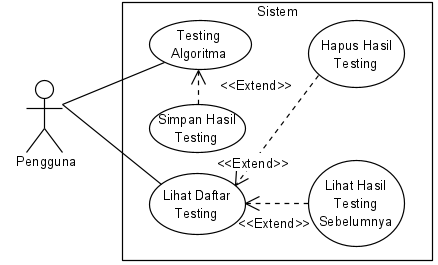 Sistem
Testing
Algoritma
Hapus Hasil
Testing
<<Extend>>
Simpan Hasil
Testing
Pengguna
<<Extend>>
Lihat Daftar
Testing
Lihat Hasil
Testing
Sebelumnya
<<Extend>>